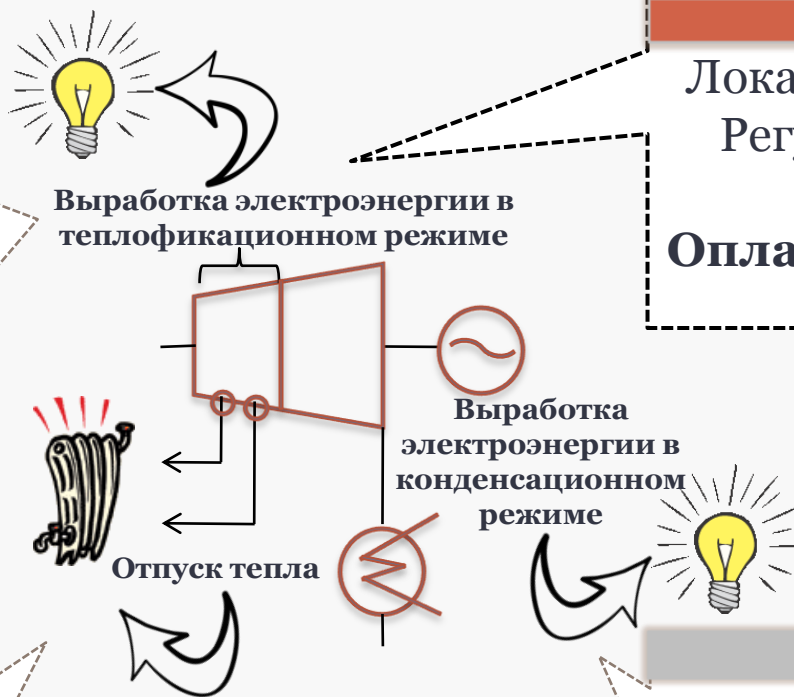 Лока
Регу
Опла
Выработка электроэнергии в
теплофикационном режиме
Выработка
электроэнергии в
конденсационном
режиме
Отпуск тепла